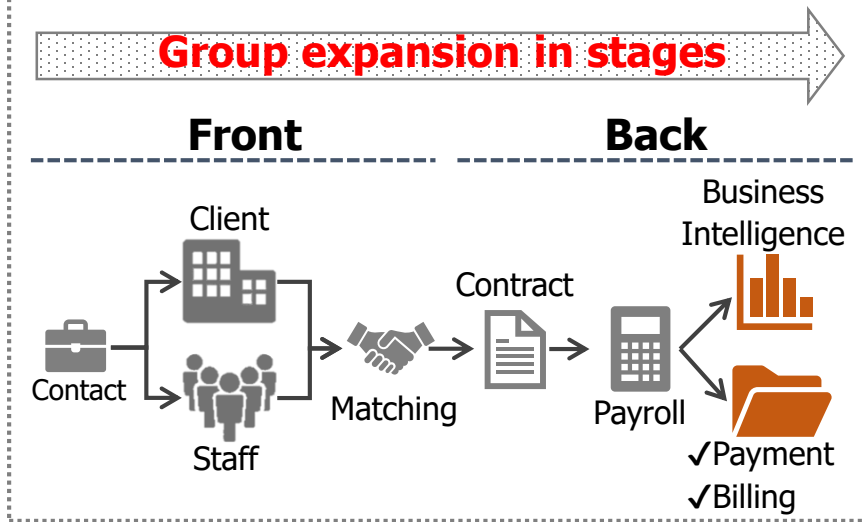 Group expansion in stages
Front
Back
Client
Contact
Staff
Matching
Contract
Payroll
Business
Intelligence
✓Payment
✓Billing